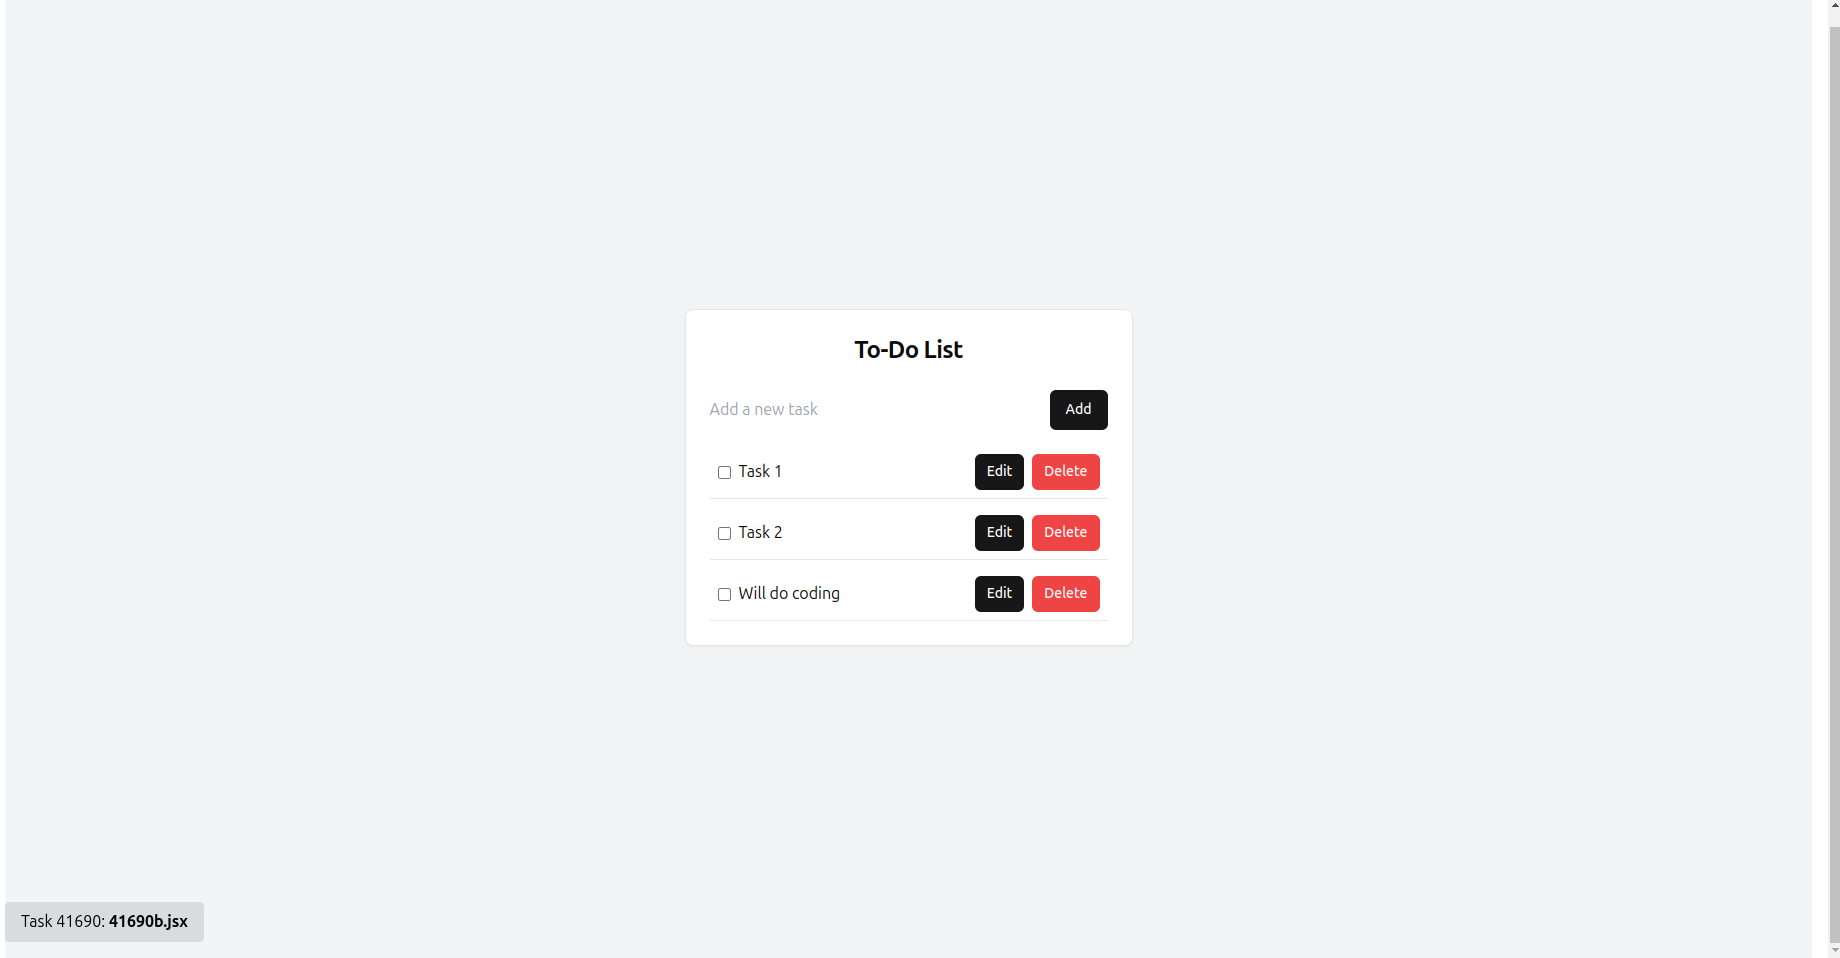 To-Do List
Add a new task
Add
Task 1
Edit
Delete
Task 2
Edit
Delete
Will do coding
Edit
Delete
Task 41690: 41690b.jsx